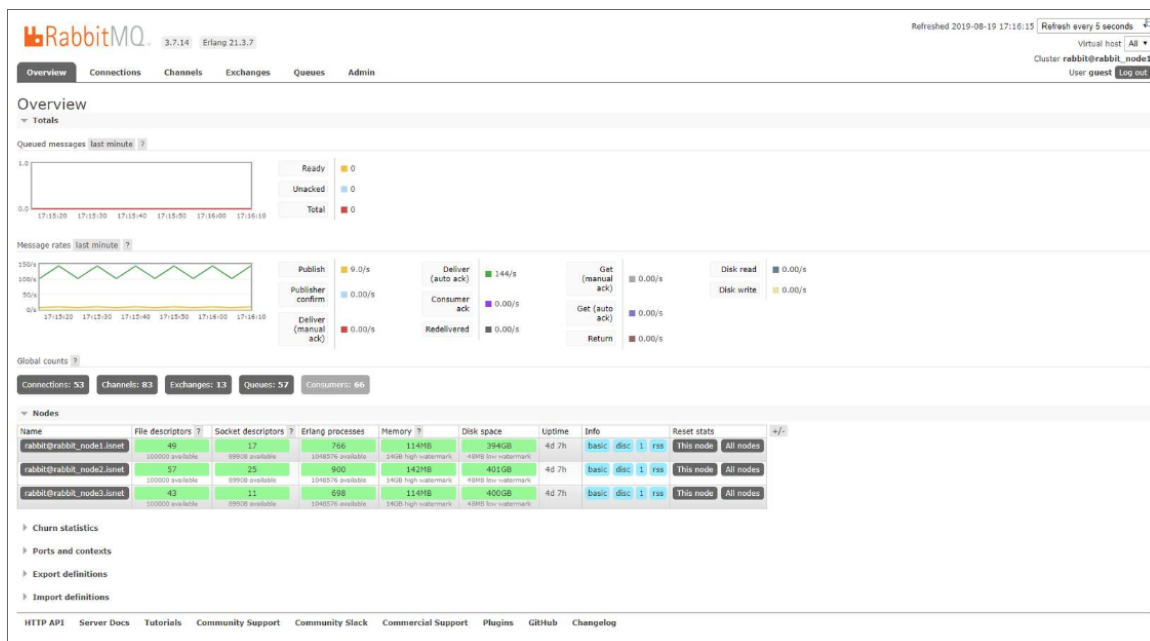 RabbitMQ 3.7.14 Erlang 21.3.7
Refreshed 2019-08-19 17:16:15 Refresh every 5 seconds
Virtual host All
Cluster rabbit@rabbit_node1
User guest Log out
Overview Connections Channels Exchanges Queues Admin
Overview
Totals
Queued messages last minute ?
1.0
0.0
17:15:20 17:15:30 17:15:40 17:15:50 17:16:00 17:16:10
Ready 0
Unacked 0
Total 0
Message rates last minute ?
150/s
100/s
50/s
0/s
17:15:20 17:15:30 17:15:40 17:15:50 17:16:00 17:16:10
Publish 9.0/s
Publisher confirm 0.00/s
Deliver (manual ack) 0.00/s
Deliver (auto ack) 144/s
Consumer ack 0.00/s
Redelivered 0.00/s
Get (manual ack) 0.00/s
Get (auto ack) 0.00/s
Return 0.00/s
Disk read 0.00/s
Disk write 0.00/s
Global counts ?
Connections: 53 Channels: 83 Exchanges: 13 Queues: 57 Consumers: 66
Nodes
Name File descriptors ? Socket descriptors ? Erlang processes Memory ? Disk space Uptime Info Reset stats +/-
rabbit@rabbit_node1.isnet 49 17 766 114MB 394GB 4d 7h basic disc 1 rss This node All nodes
100000 available 89908 available 1048576 available 14GB high watermark 48MB low watermark
rabbit@rabbit_node2.isnet 57 25 900 142MB 401GB 4d 7h basic disc 1 rss This node All nodes
100000 available 89908 available 1048576 available 14GB high watermark 48MB low watermark
rabbit@rabbit_node3.isnet 43 11 698 114MB 400GB 4d 7h basic disc 1 rss This node All nodes
100000 available 89908 available 1048576 available 14GB high watermark 48MB low watermark
Churn statistics
Ports and contexts
Export definitions
Import definitions
HTTP API Server Docs Tutorials Community Support Community Slack Commercial Support Plugins GitHub Changelog